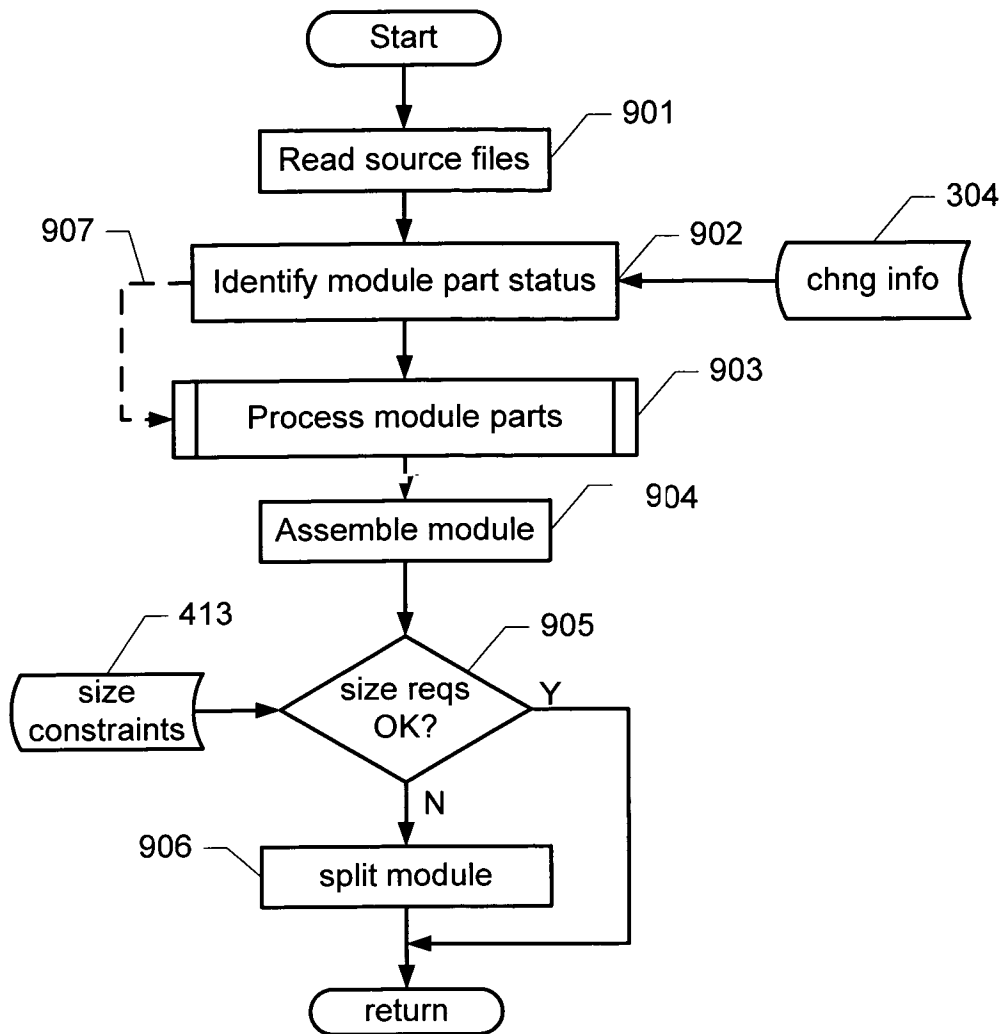 Start
901
Read source files
304
907
902
Identify module part status
chng info
903
Process module parts
904
Assemble module
413
905
size
constraints
size reqs
OK?
Y
N
906
split module
return